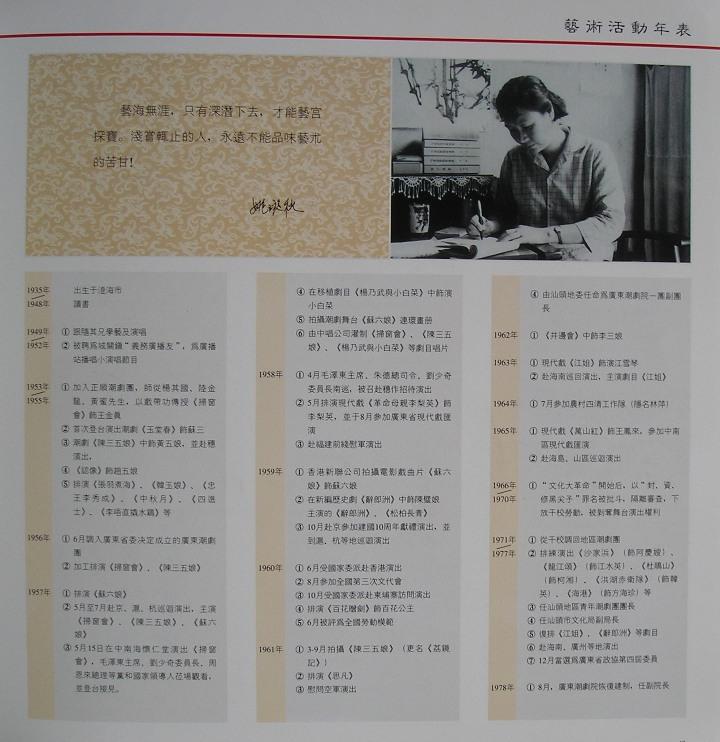 藝術活動年表
藝海無涯，只有深潛下去，才能藝宮
探寶。淺嘗輒止的人，永遠不能品味藝朮
的苦甘！
姚璇秋
1935年
1948年
出生于澄海市
讀書
1949年
1952年
① 跟隨其兄學藝及演唱
② 被聘爲城關鎮“義務廣播友”，爲廣播
站播唱小演唱節目
1953年
1955年
① 加入正順潮劇團，師從楊其國、陸金
龍、黃蜜先生，以戲帶功傳授《掃窗
會》飾王金真
② 首次登台演出潮劇《玉堂春》飾蘇三
③ 潮劇《陳三五娘》中飾黃五娘，並赴穗
演出，
④ 《認像》飾趙五娘
⑤ 排演《張羽煮海》、《韓玉娘》、《忠
王李秀成》、《中秋月》、《四進
士》、《李唔直搷水雞》等
1956年
① 6月調入廣東省委决定成立的廣東潮劇
團
② 加工排演《掃窗會》、《陳三五娘》
1957年
① 排演《蘇六娘》
② 5月至7月赴京、滬、杭巡迴演出，主演
《掃窗會》、《陳三五娘》、《蘇六
娘》
③ 5月15日在中南海懷仁堂演出《掃窗
會》，毛澤東主席、劉少奇委員長、周
恩來總理等黨和國家領導人莅場觀看，
並登台接見。
④ 在移植劇目《楊乃武與小白菜》中飾演
小白菜
⑤ 拍攝潮劇舞台《蘇六娘》連環畫册
⑥ 由中唱公司灌制《掃窗會》、《陳三五
娘》、《楊乃武與小白菜》等劇目唱片
1958年
① 4月毛澤東主席、朱德總司令、劉少奇
委員長南巡，被召赴穗作招待演出
② 5月排演現代戲《革命母親李梨英》飾
李梨英，並于8月參加廣東省現代戲匯
演
③ 赴福建前綫慰軍演出
1959年
① 香港新聯公司拍攝電影戲曲片《蘇六
娘》飾蘇六娘
② 在新編歷史劇《辭郎洲》中飾陳璧娘
主演的《辭郎洲》、《松柏長青》
③ 10月赴京參加建國10周年獻禮演出，並
到滬、杭等地巡迴演出
1960年
① 6月受國家委派赴香港演出
② 8月參加全國第三次文代會
③ 10月受國家委派赴柬埔寨訪問演出
④ 排演《百花贈劍》飾百花公主
⑤ 6月被評爲全國勞動模範
1961年
① 3-9月拍攝《陳三五娘》（更名《荔鏡
記》）
② 排演《思凡》
③ 慰問空軍演出
④ 由汕頭地委任命爲廣東潮劇院一團副團
長
1962年
① 《井邊會》中飾李三娘
1963年
① 現代戲《江姐》飾演江雪琴
② 赴海南巡迴演出，主演劇目《江姐》
1964年
① 7月參加農村四清工作隊（隱名林萍）
1965年
① 現代戲《萬山紅》飾王鳳來，參加中南
區現代戲匯演
② 赴海島、山區巡迴演出
1966年
1970年
① “文化大革命”開始后，以“封、資、
修黑尖子”罪名被批斗，隔離審查，下
放干校勞動，被剝奪舞台演出權利
1971年
1977年
① 從干校調回地區潮劇團
② 排練演出《沙家浜》（飾阿慶嫂）、
《龍江頌》（飾江水英）、《杜鵑山》
（飾柯湘）、《洪湖赤衛隊》（飾韓
英）、《海港》（飾方海珍）等
③ 任汕頭地區青年潮劇團團長
④ 任汕頭市文化局副局長
⑤ 復排《江姐》、《辭郎洲》等劇目
⑥ 赴海南、廣州等地演出
⑦ 12月當選爲廣東省政協第四屆委員
1978年
① 8月，廣東潮劇院恢復建制，任副院長